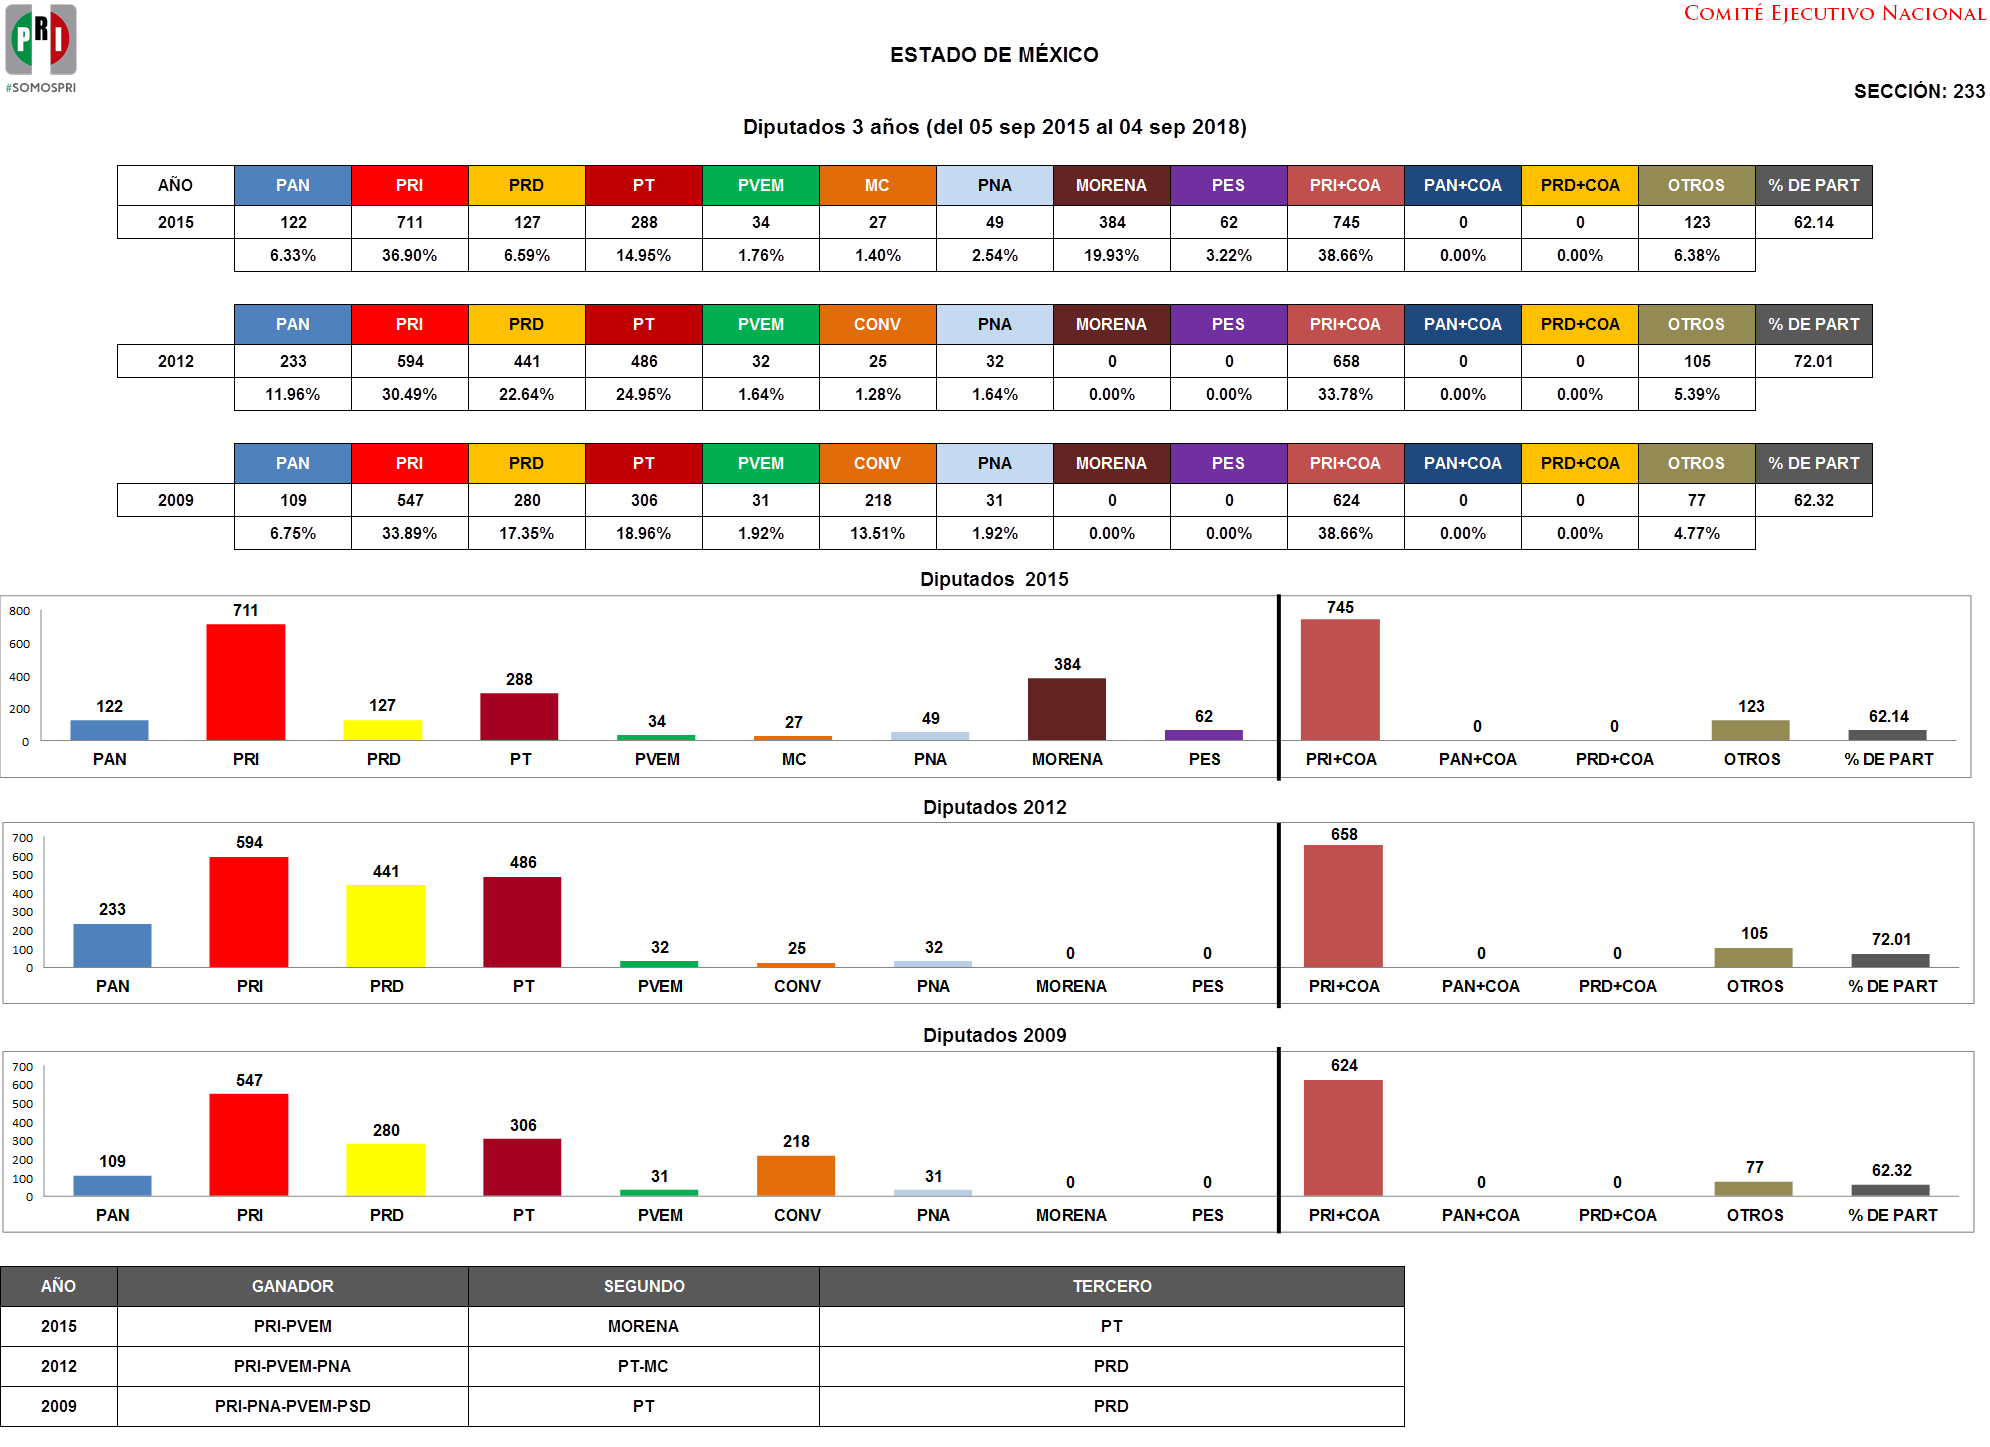 PRI
#SOMOSPRI
COMITÉ EJECUTIVO NACIONAL
ESTADO DE MÉXICO
SECCIÓN: 233
Diputados 3 años (del 05 sep 2015 al 04 sep 2018)
AÑO PAN PRI PRD PT PVEM MC PNA MORENA PES PRI+COA PAN+COA PRD+COA OTROS % DE PART
2015 122 711 127 288 34 27 49 384 62 745 0 0 123 62.14
6.33% 36.90% 6.59% 14.95% 1.76% 1.40% 2.54% 19.93% 3.22% 38.66% 0.00% 0.00% 6.38%
PAN PRI PRD PT PVEM CONV PNA MORENA PES PRI+COA PAN+COA PRD+COA OTROS % DE PART
2012 233 594 441 486 32 25 32 0 0 658 0 0 105 72.01
11.96% 30.49% 22.64% 24.95% 1.64% 1.28% 1.64% 0.00% 0.00% 33.78% 0.00% 0.00% 5.39%
PAN PRI PRD PT PVEM CONV PNA MORENA PES PRI+COA PAN+COA PRD+COA OTROS % DE PART
2009 109 547 280 306 31 218 31 0 0 624 0 0 77 62.32
6.75% 33.89% 17.35% 18.96% 1.92% 13.51% 1.92% 0.00% 0.00% 38.66% 0.00% 0.00% 4.77%
Diputados 2015
800
600
400
200
0
122 711 127 288 34 27 49 384 62 745 0 0 123 62.14
PAN PRI PRD PT PVEM MC PNA MORENA PES PRI+COA PAN+COA PRD+COA OTROS % DE PART
Diputados 2012
700
600
500
400
300
200
100
0
233 594 441 486 32 25 32 0 0 658 0 0 105 72.01
PAN PRI PRD PT PVEM CONV PNA MORENA PES PRI+COA PAN+COA PRD+COA OTROS % DE PART
Diputados 2009
700
600
500
400
300
200
100
0
109 547 280 306 31 218 31 0 0 624 0 0 77 62.32
PAN PRI PRD PT PVEM CONV PNA MORENA PES PRI+COA PAN+COA PRD+COA OTROS % DE PART
AÑO GANADOR SEGUNDO TERCERO
2015 PRI-PVEM MORENA PT
2012 PRI-PVEM-PNA PT-MC PRD
2009 PRI-PNA-PVEM-PSD PT PRD